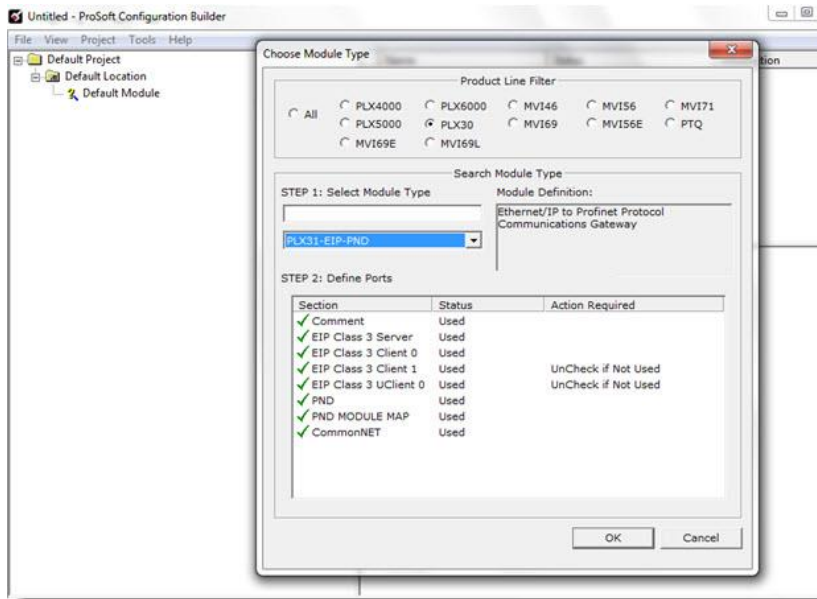 Untitled - ProSoft Configuration Builder
File View Project Tools Help
Default Project
Default Location
Default Module
Choose Module Type
Product Line Filter
All
PLX4000 PLX6000 MVI46 MVI56 MVI71
PLX5000 PLX30 MVI69 MVI56E PTQ
MVI69E MVI69L
Search Module Type
STEP 1: Select Module Type
Module Definition:
Ethernet/IP to Profinet Protocol
Communications Gateway
PLX31-EIP-PND
STEP 2: Define Ports
Section Status Action Required
Comment Used
EIP Class 3 Server Used
EIP Class 3 Client 0 Used
EIP Class 3 Client 1 Used UnCheck if Not Used
EIP Class 3 UClient 0 Used UnCheck if Not Used
PND Used
PND MODULE MAP Used
CommonNET Used
OK Cancel